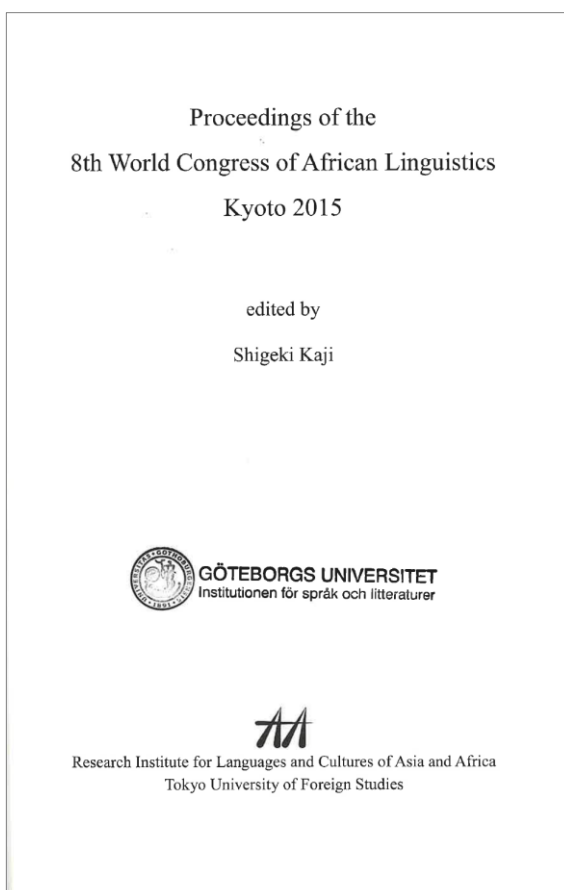 Proceedings of the
8th World Congress of African Linguistics
Kyoto 2015
edited by
Shigeki Kaji
GÖTEBORGS UNIVERSITET
Institutionen för språk och litteraturer
Research Institute for Languages and Cultures of Asia and Africa
Tokyo University of Foreign Studies